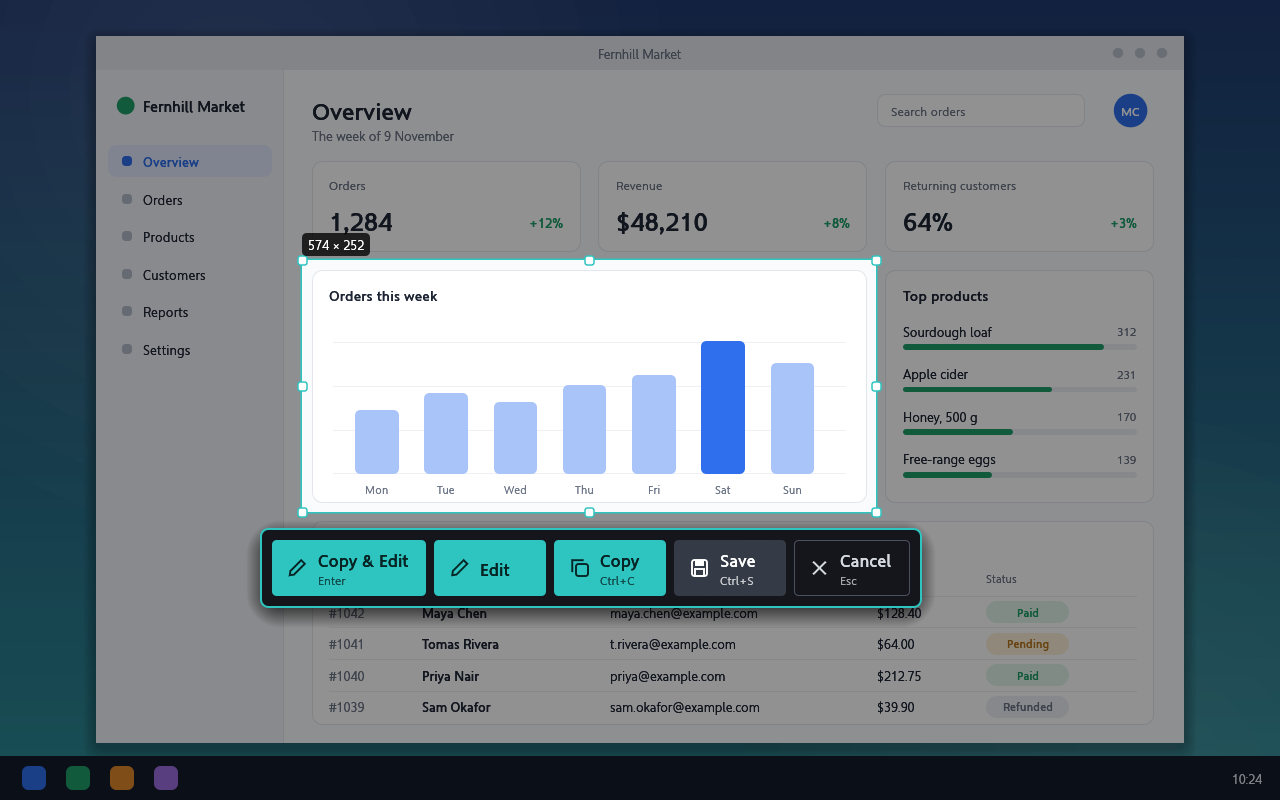 Fernhill Market
Fernhill Market
Overview
Orders
Products
Customers
Reports
Settings
Overview
The week of 9 November
Search orders
MC
Orders
1,284
+12%
Revenue
$48,210
+8%
Returning customers
64%
+3%
574 × 252
Orders this week
Mon Tue Wed Thu Fri Sat Sun
Top products
Sourdough loaf 312
Apple cider 231
Honey, 500 g 170
Free-range eggs 139
Copy & Edit
Enter
Edit
Copy
Ctrl+C
Save
Ctrl+S
Cancel
Esc
Status
#1042 Maya Chen maya.chen@example.com $128.40 Paid
#1041 Tomas Rivera t.rivera@example.com $64.00 Pending
#1040 Priya Nair priya@example.com $212.75 Paid
#1039 Sam Okafor sam.okafor@example.com $39.90 Refunded
10:24